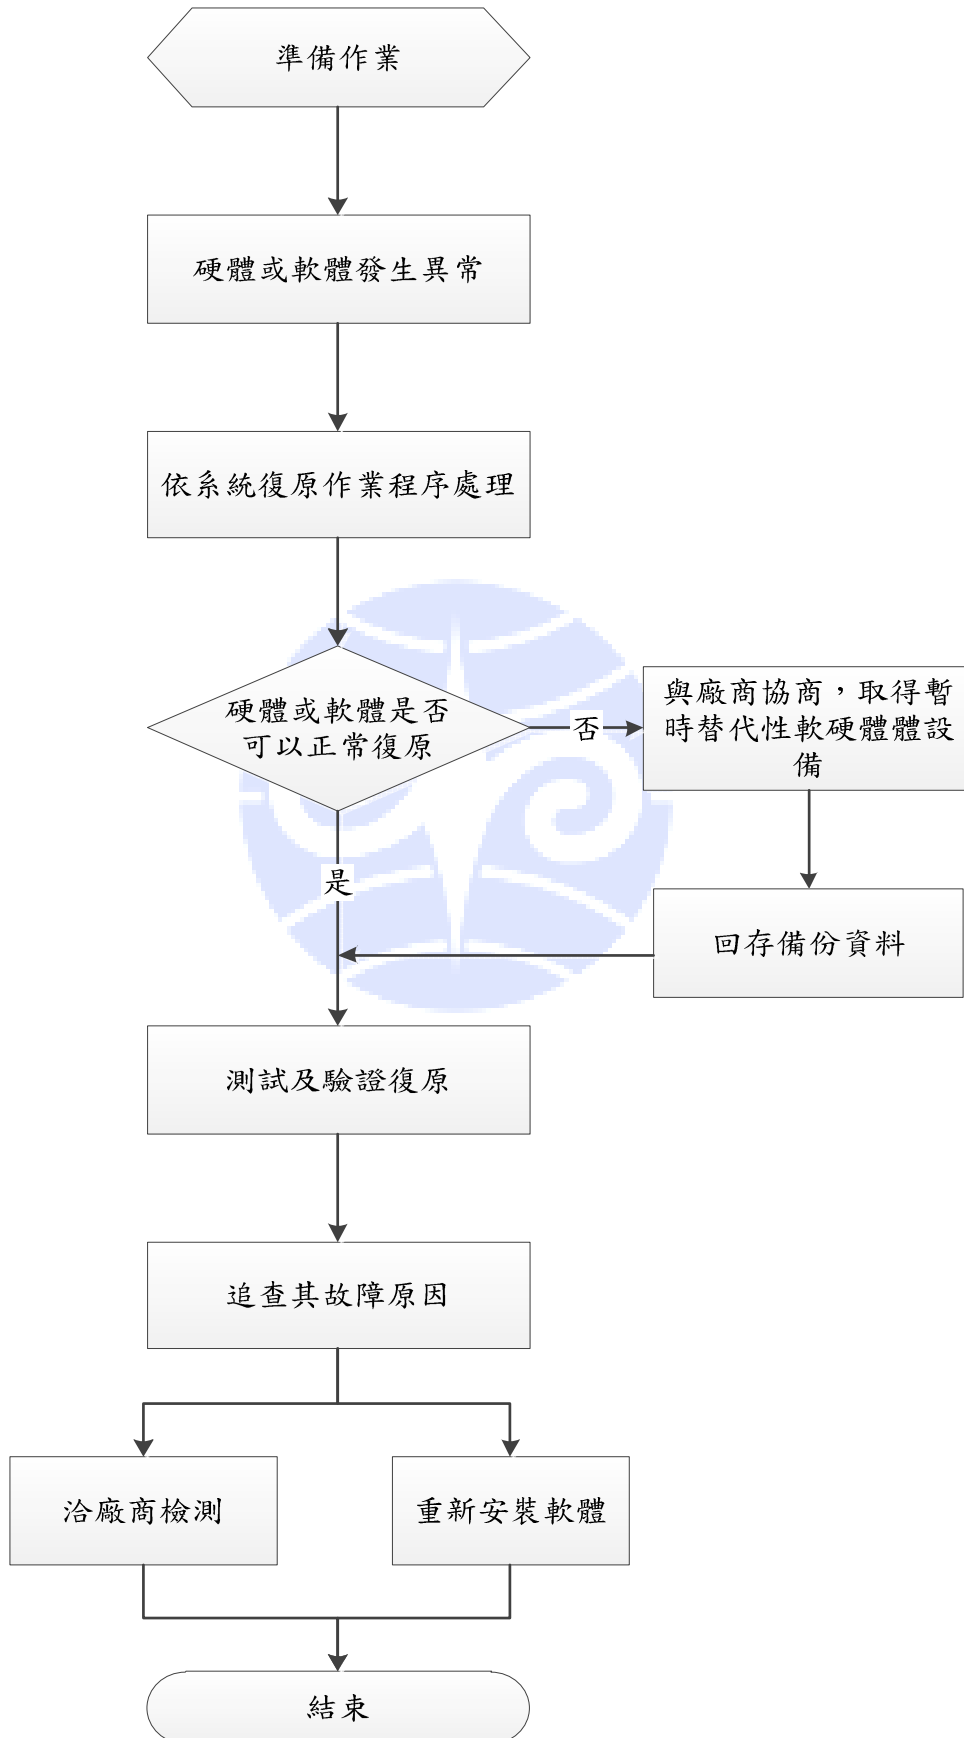 準備作業
硬體或軟體發生異常
依系統復原作業程序處理
硬體或軟體是否
可以正常復原
否
與廠商協商，取得暫
時替代性軟硬體體設
備
是
回存備份資料
測試及驗證復原
追查其故障原因
洽廠商檢測
重新安裝軟體
結束